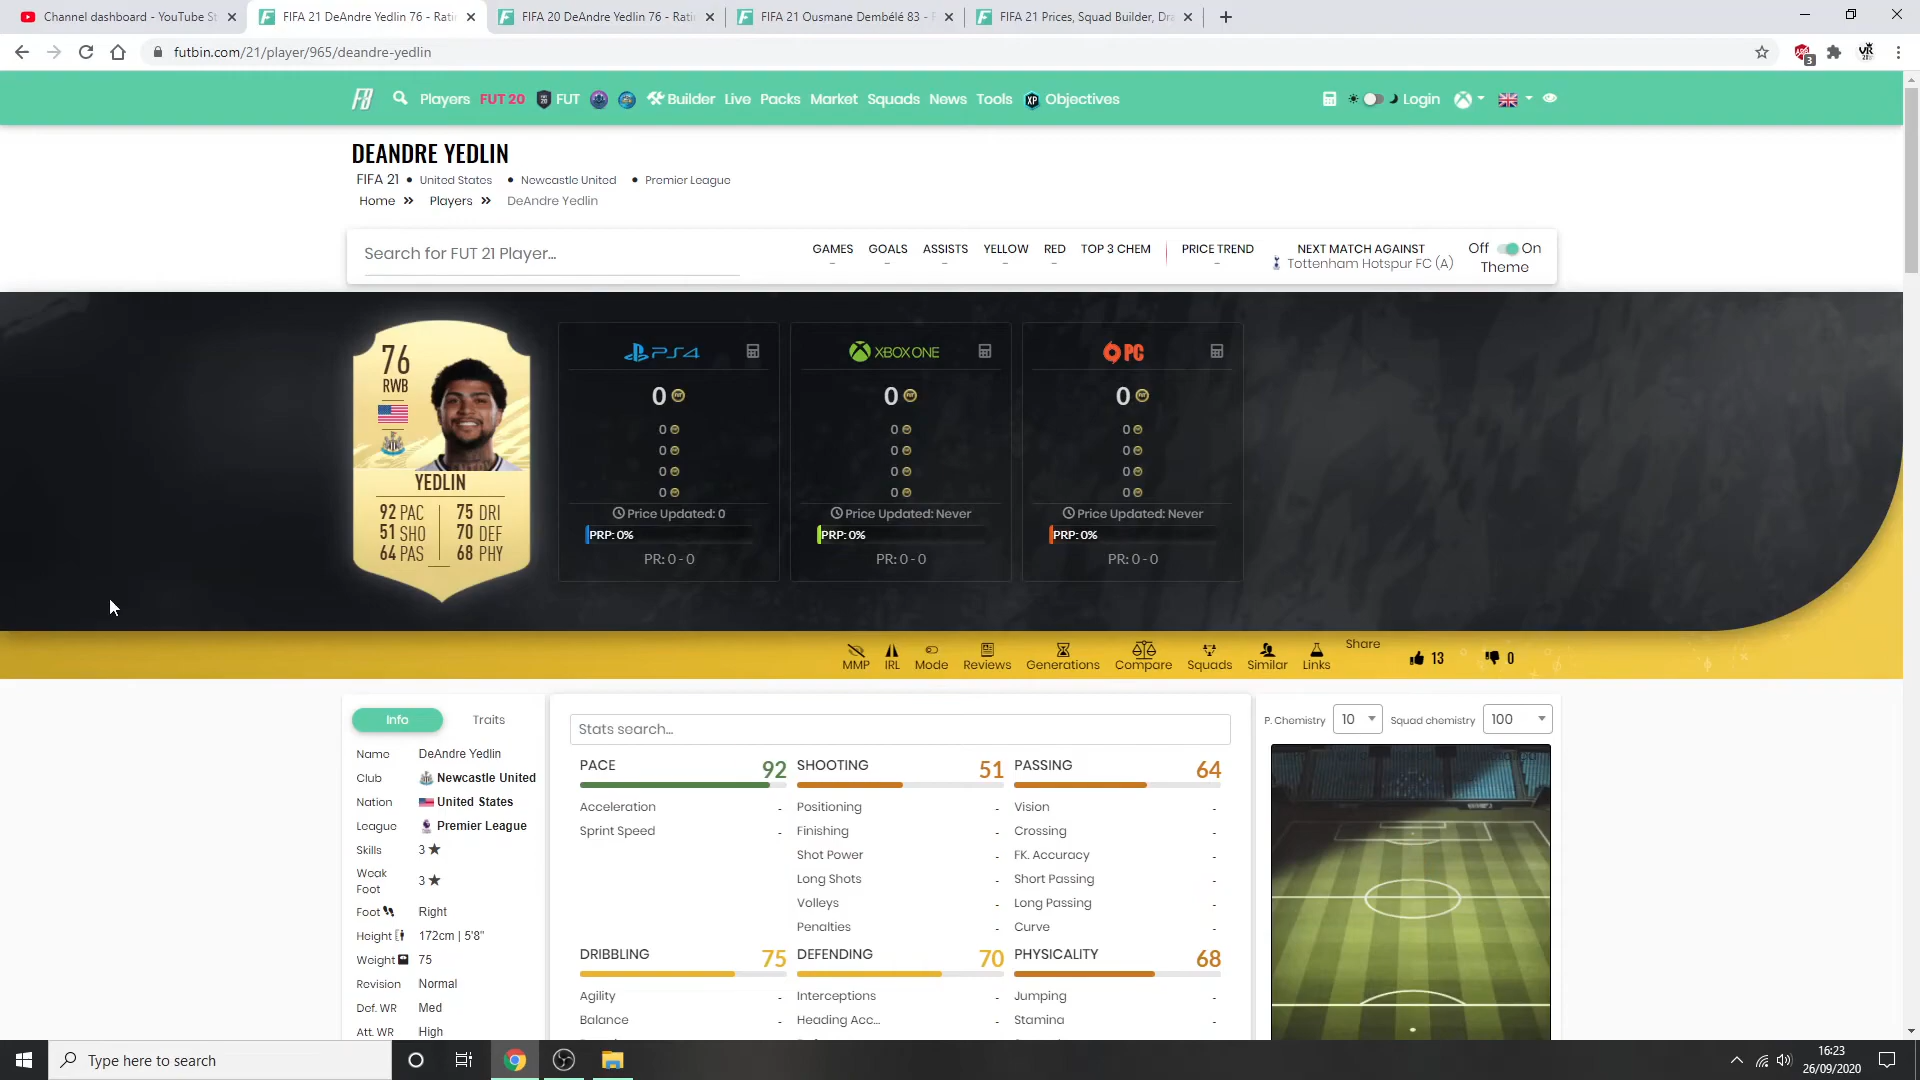 Channel dashboard - YouTube St
FIFA 21 DeAndre Yedlin 76 - Rati
FIFA 20 DeAndre Yedlin 76 - Rati
FIFA 21 Ousmane Dembélé 83 - F
FIFA 21 Prices, Squad Builder, Dra
futbin.com/21/player/965/deandre-yedlin
3
Players FUT 20 FUT Builder Live Packs Market Squads News Tools XP Objectives Login
DEANDRE YEDLIN
FIFA 21 • United States • Newcastle United • Premier League
Home » Players » DeAndre Yedlin
Search for FUT 21 Player...
GAMES GOALS ASSISTS YELLOW RED TOP 3 CHEM PRICE TREND NEXT MATCH AGAINST
- - - - - - Tottenham Hotspur FC (A)
Off On
Theme
76
RWB
YEDLIN
92 PAC 75 DRI
51 SHO 70 DEF
64 PAS 68 PHY
PS4
0
0
0
0
0
Price Updated: 0
PRP: 0%
PR: 0 - 0
XBOX ONE
0
0
0
0
0
Price Updated: Never
PRP: 0%
PR: 0 - 0
PC
0
0
0
0
0
Price Updated: Never
PRP: 0%
PR: 0 - 0
MMP IRL Mode Reviews Generations Compare Squads Similar Links Share 13 0
Info Traits
Name DeAndre Yedlin
Club Newcastle United
Nation United States
League Premier League
Skills 3 ★
Weak Foot 3 ★
Foot Right
Height 172cm | 5'8"
Weight 75
Revision Normal
Def. WR Med
Att. WR High
Stats search...
PACE 92
Acceleration -
Sprint Speed -
SHOOTING 51
Positioning -
Finishing -
Shot Power -
Long Shots -
Volleys -
Penalties -
PASSING 64
Vision -
Crossing -
FK. Accuracy -
Short Passing -
Long Passing -
Curve -
DRIBBLING 75
Agility -
Balance -
DEFENDING 70
Interceptions -
Heading Acc... -
PHYSICALITY 68
Jumping -
Stamina -
P. Chemistry 10 Squad chemistry 100
Type here to search
16:23
26/09/2020